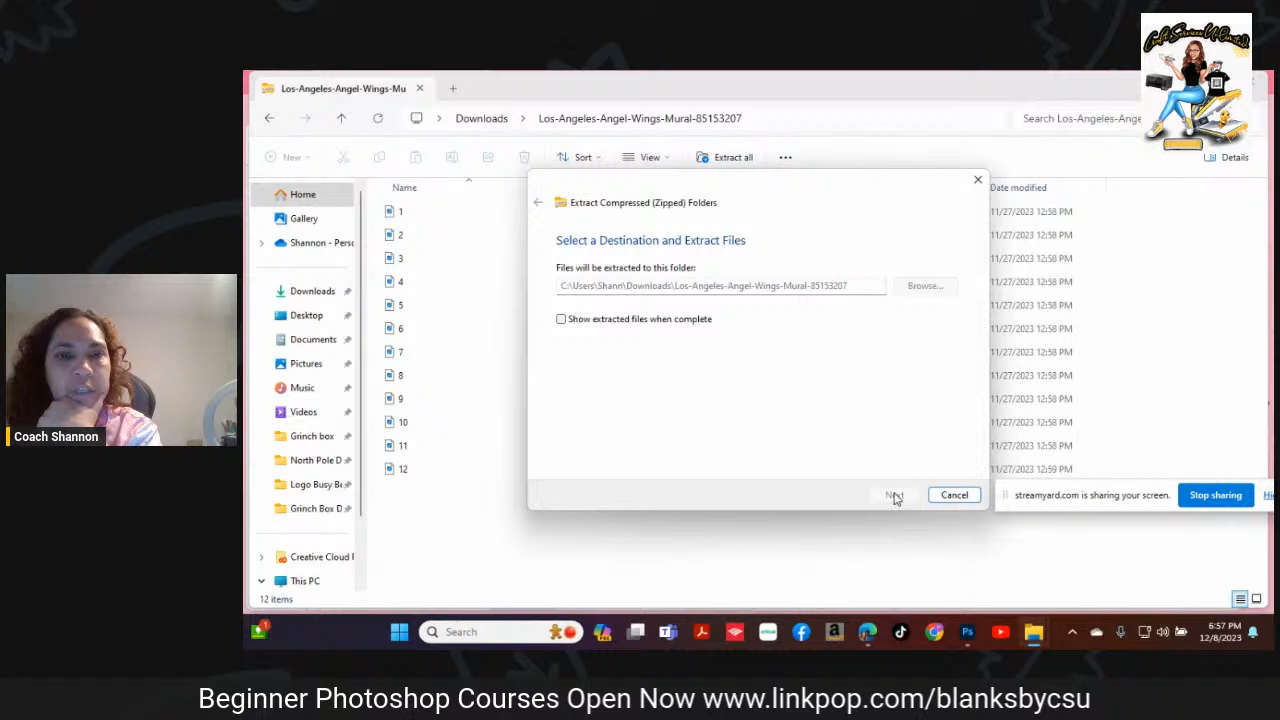 Los-Angeles-Angel-Wings-Mu
Downloads
Los-Angeles-Angel-Wings-Mural-85153207
Search Los-Angeles-Ange
New
Sort
View
Extract all
Details
Home
Gallery
Shannon - Perso
Downloads
Desktop
Documents
Pictures
Music
Videos
Grinch box
North Pole D
Logo Busy B
Grinch Box D
Creative Cloud F
This PC
12 items
Name
Date modified
1
11/27/2023 12:58 PM
2
11/27/2023 12:58 PM
3
11/27/2023 12:58 PM
4
11/27/2023 12:58 PM
5
11/27/2023 12:58 PM
6
11/27/2023 12:58 PM
7
11/27/2023 12:58 PM
8
11/27/2023 12:58 PM
9
11/27/2023 12:58 PM
10
11/27/2023 12:58 PM
11
11/27/2023 12:58 PM
12
11/27/2023 12:59 PM
Extract Compressed (Zipped) Folders
Select a Destination and Extract Files
Files will be extracted to this folder:
C:\Users\Shann\Downloads\Los-Angeles-Angel-Wings-Mural-85153207
Browse...
Show extracted files when complete
Next
Cancel
streamyard.com is sharing your screen.
Stop sharing
Hi
Coach Shannon
Search
6:57 PM
12/8/2023
Beginner Photoshop Courses Open Now www.linkpop.com/blanksbycsu